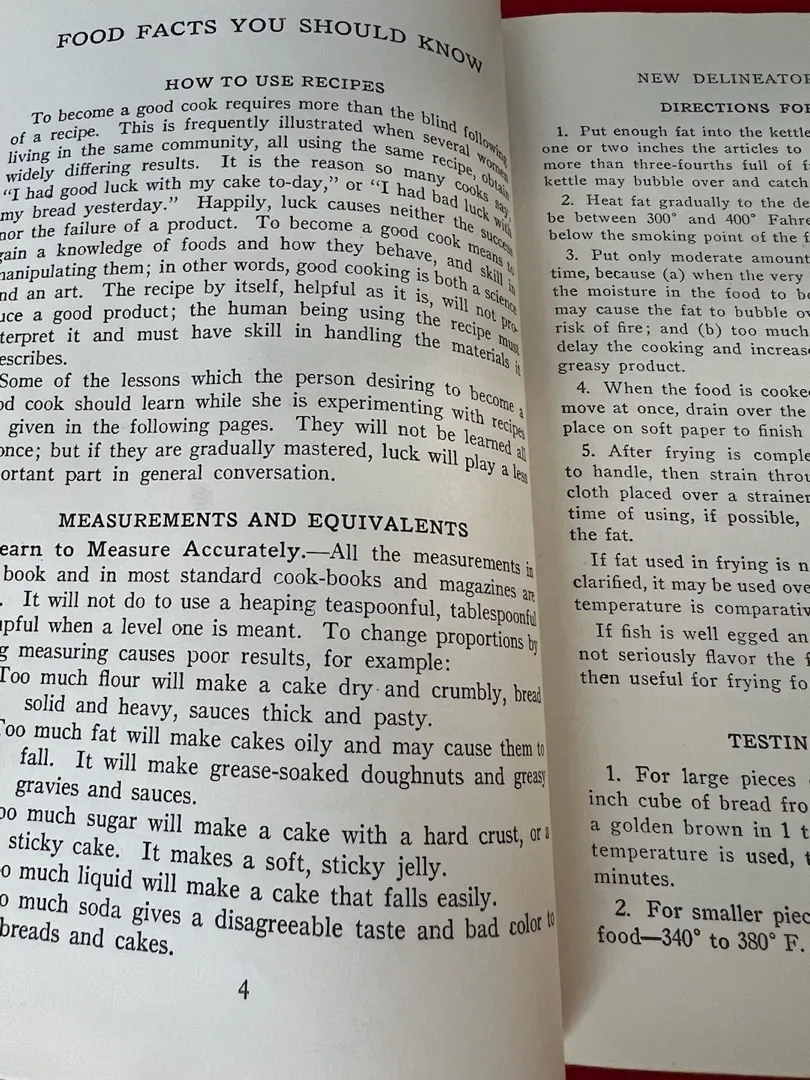 FOOD FACTS YOU SHOULD KNOW
HOW TO USE RECIPES
To become a good cook requires more than the blind following
of a recipe. This is frequently illustrated when several women
living in the same community, all using the same recipe, obtain
widely differing results. It is the reason so many cooks say,
“I had good luck with my cake to-day,” or “I had bad luck with
my bread yesterday.” Happily, luck causes neither the success
nor the failure of a product. To become a good cook means to
gain a knowledge of foods and how they behave, and skill in
manipulating them; in other words, good cooking is both a science
nd an art. The recipe by itself, helpful as it is, will not pro-
uce a good product; the human being using the recipe must
terpret it and must have skill in handling the materials it
escribes.
Some of the lessons which the person desiring to become a
od cook should learn while she is experimenting with recipes
given in the following pages. They will not be learned all
once; but if they are gradually mastered, luck will play a less
portant part in general conversation.
MEASUREMENTS AND EQUIVALENTS
earn to Measure Accurately.—All the measurements in
book and in most standard cook-books and magazines are
. It will not do to use a heaping teaspoonful, tablespoonful
upful when a level one is meant. To change proportions by
g measuring causes poor results, for example:
Too much flour will make a cake dry and crumbly, bread
solid and heavy, sauces thick and pasty.
Too much fat will make cakes oily and may cause them to
fall. It will make grease-soaked doughnuts and greasy
gravies and sauces.
oo much sugar will make a cake with a hard crust, or a
sticky cake. It makes a soft, sticky jelly.
o much liquid will make a cake that falls easily.
o much soda gives a disagreeable taste and bad color to
breads and cakes.
4
NEW DELINEATOR
DIRECTIONS FOR
1. Put enough fat into the kettle
one or two inches the articles to
more than three-fourths full of f
kettle may bubble over and catch
2. Heat fat gradually to the de
be between 300° and 400° Fahre
below the smoking point of the f
3. Put only moderate amount
time, because (a) when the very
the moisture in the food to be
may cause the fat to bubble ov
risk of fire; and (b) too much
delay the cooking and increase
greasy product.
4. When the food is cooked
move at once, drain over the
place on soft paper to finish
5. After frying is comple
to handle, then strain throu
cloth placed over a strainer
time of using, if possible,
the fat.
If fat used in frying is n
clarified, it may be used ove
temperature is comparativ
If fish is well egged an
not seriously flavor the f
then useful for frying fo
TESTIN
1. For large pieces
inch cube of bread fro
a golden brown in 1 t
temperature is used, t
minutes.
2. For smaller piec
food—340° to 380° F.